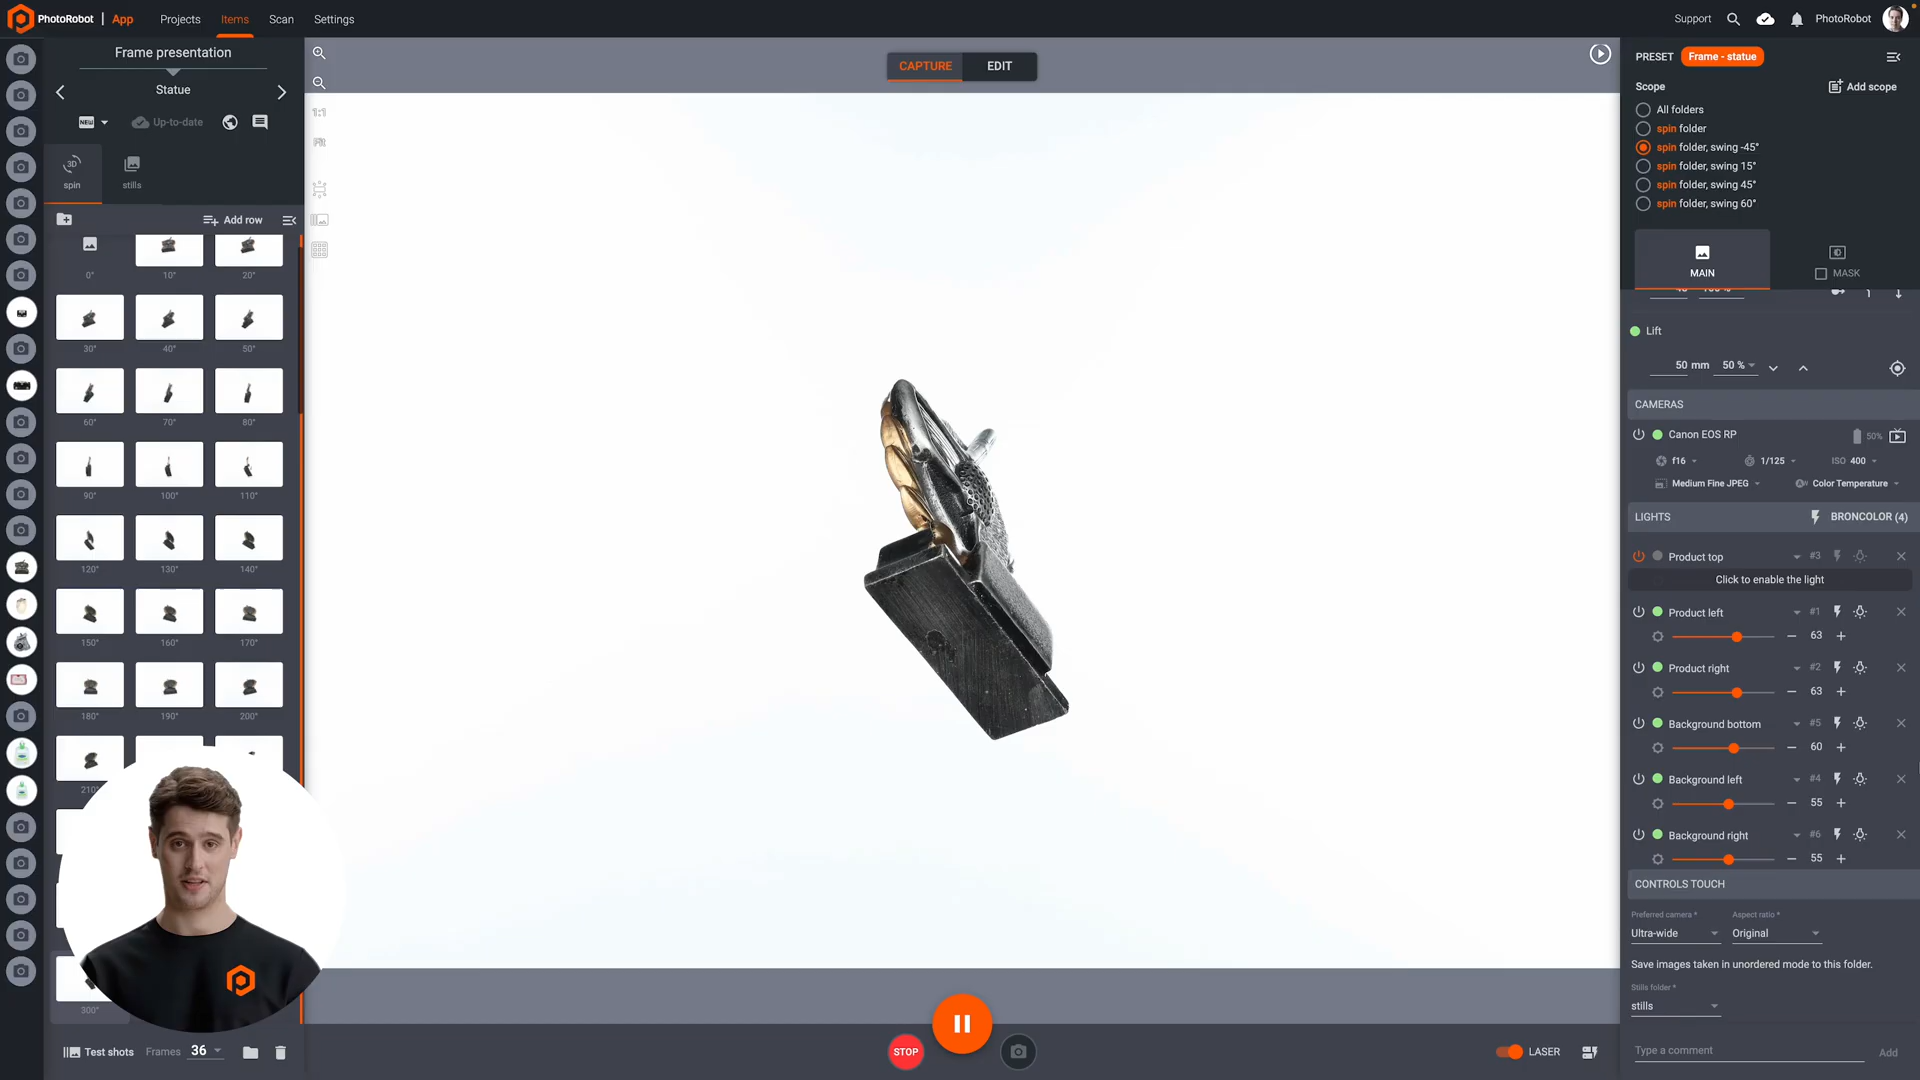 PhotoRobot | App
Projects
Items
Scan
Settings
Support
PhotoRobot
Frame presentation
Statue
NEW
Up-to-date
3D
spin
stills
Add row
0°
10°
20°
30°
40°
50°
60°
70°
80°
90°
100°
110°
120°
130°
140°
150°
160°
170°
180°
190°
200°
210°
300°
Test shots
Frames
36
1:1
Fit
CAPTURE
EDIT
STOP
LASER
PRESET
Frame - statue
Scope
Add scope
All folders
spin folder
spin folder, swing -45°
spin folder, swing 15°
spin folder, swing 45°
spin folder, swing 60°
MAIN
MASK
Lift
50 mm
50 %
CAMERAS
Canon EOS RP
50%
f16
1/125
ISO 400
Medium Fine JPEG
Color Temperature
LIGHTS
BRONCOLOR (4)
Product top
#3
Click to enable the light
Product left
#1
63
Product right
#2
63
Background bottom
#5
60
Background left
#4
55
Background right
#6
55
CONTROLS TOUCH
Preferred camera *
Aspect ratio *
Ultra-wide
Original
Save images taken in unordered mode to this folder.
Stills folder *
stills
Type a comment
Add